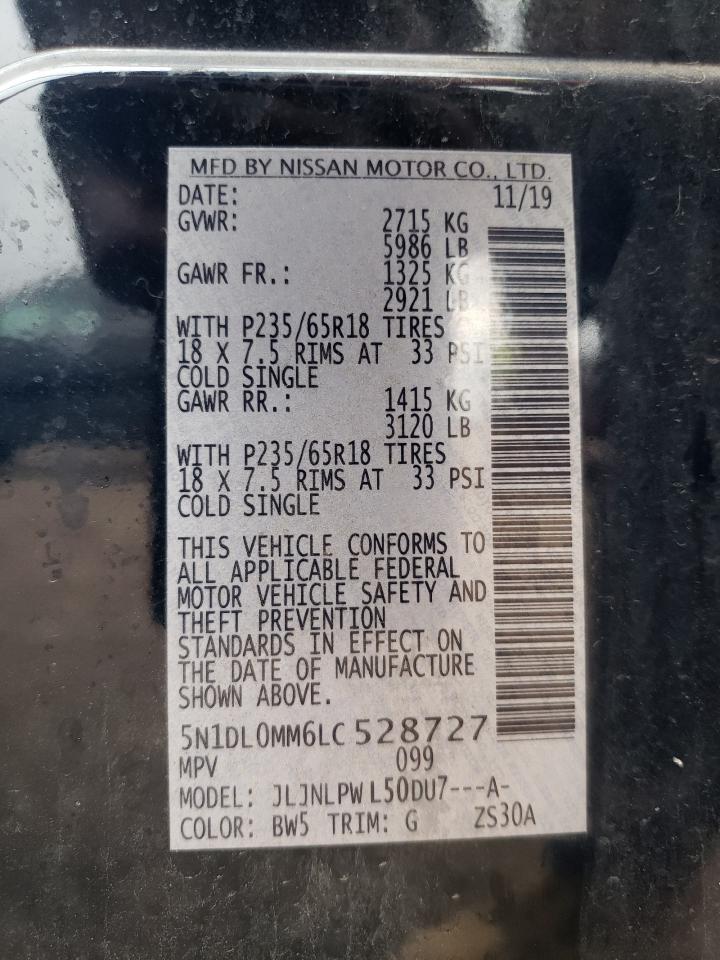 MFD BY NISSAN MOTOR CO., LTD.
DATE: 11/19
GVWR: 2715 KG
5986 LB
GAWR FR.: 1325 KG
2921 LB
WITH P235/65R18 TIRES
18 X 7.5 RIMS AT 33 PSI
COLD SINGLE
GAWR RR.: 1415 KG
3120 LB
WITH P235/65R18 TIRES
18 X 7.5 RIMS AT 33 PSI
COLD SINGLE
THIS VEHICLE CONFORMS TO
ALL APPLICABLE FEDERAL
MOTOR VEHICLE SAFETY AND
THEFT PREVENTION
STANDARDS IN EFFECT ON
THE DATE OF MANUFACTURE
SHOWN ABOVE.
5N1DL0MM6LC528727
MPV 099
MODEL: JLJNLPWL50DU7---A-
COLOR: BW5 TRIM: G ZS30A